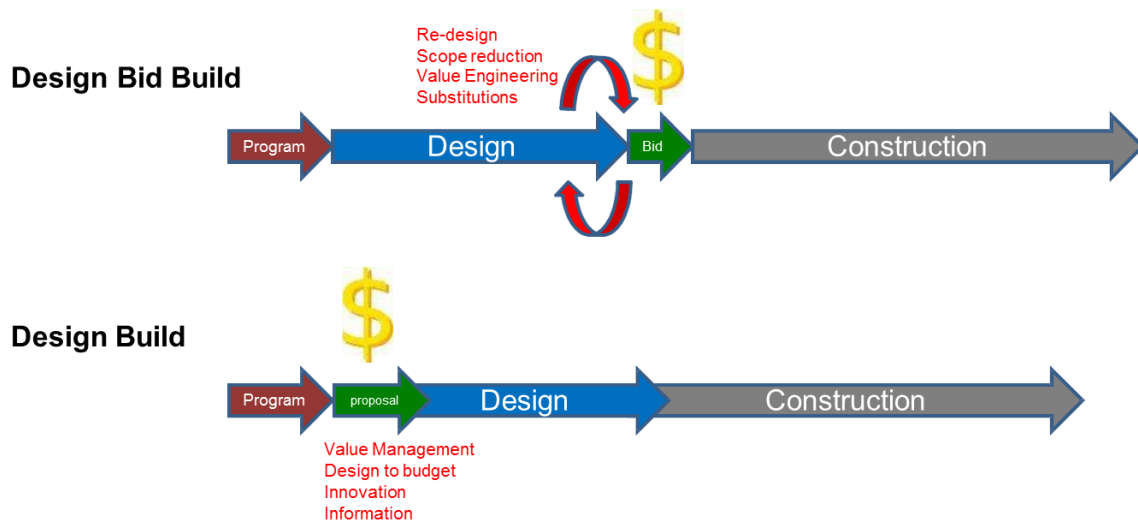 Re-design
Scope reduction
Value Engineering
Substitutions
$
Design Bid Build
Program
Design
Bid
Construction
$
Design Build
Program
proposal
Design
Construction
Value Management
Design to budget
Innovation
Information